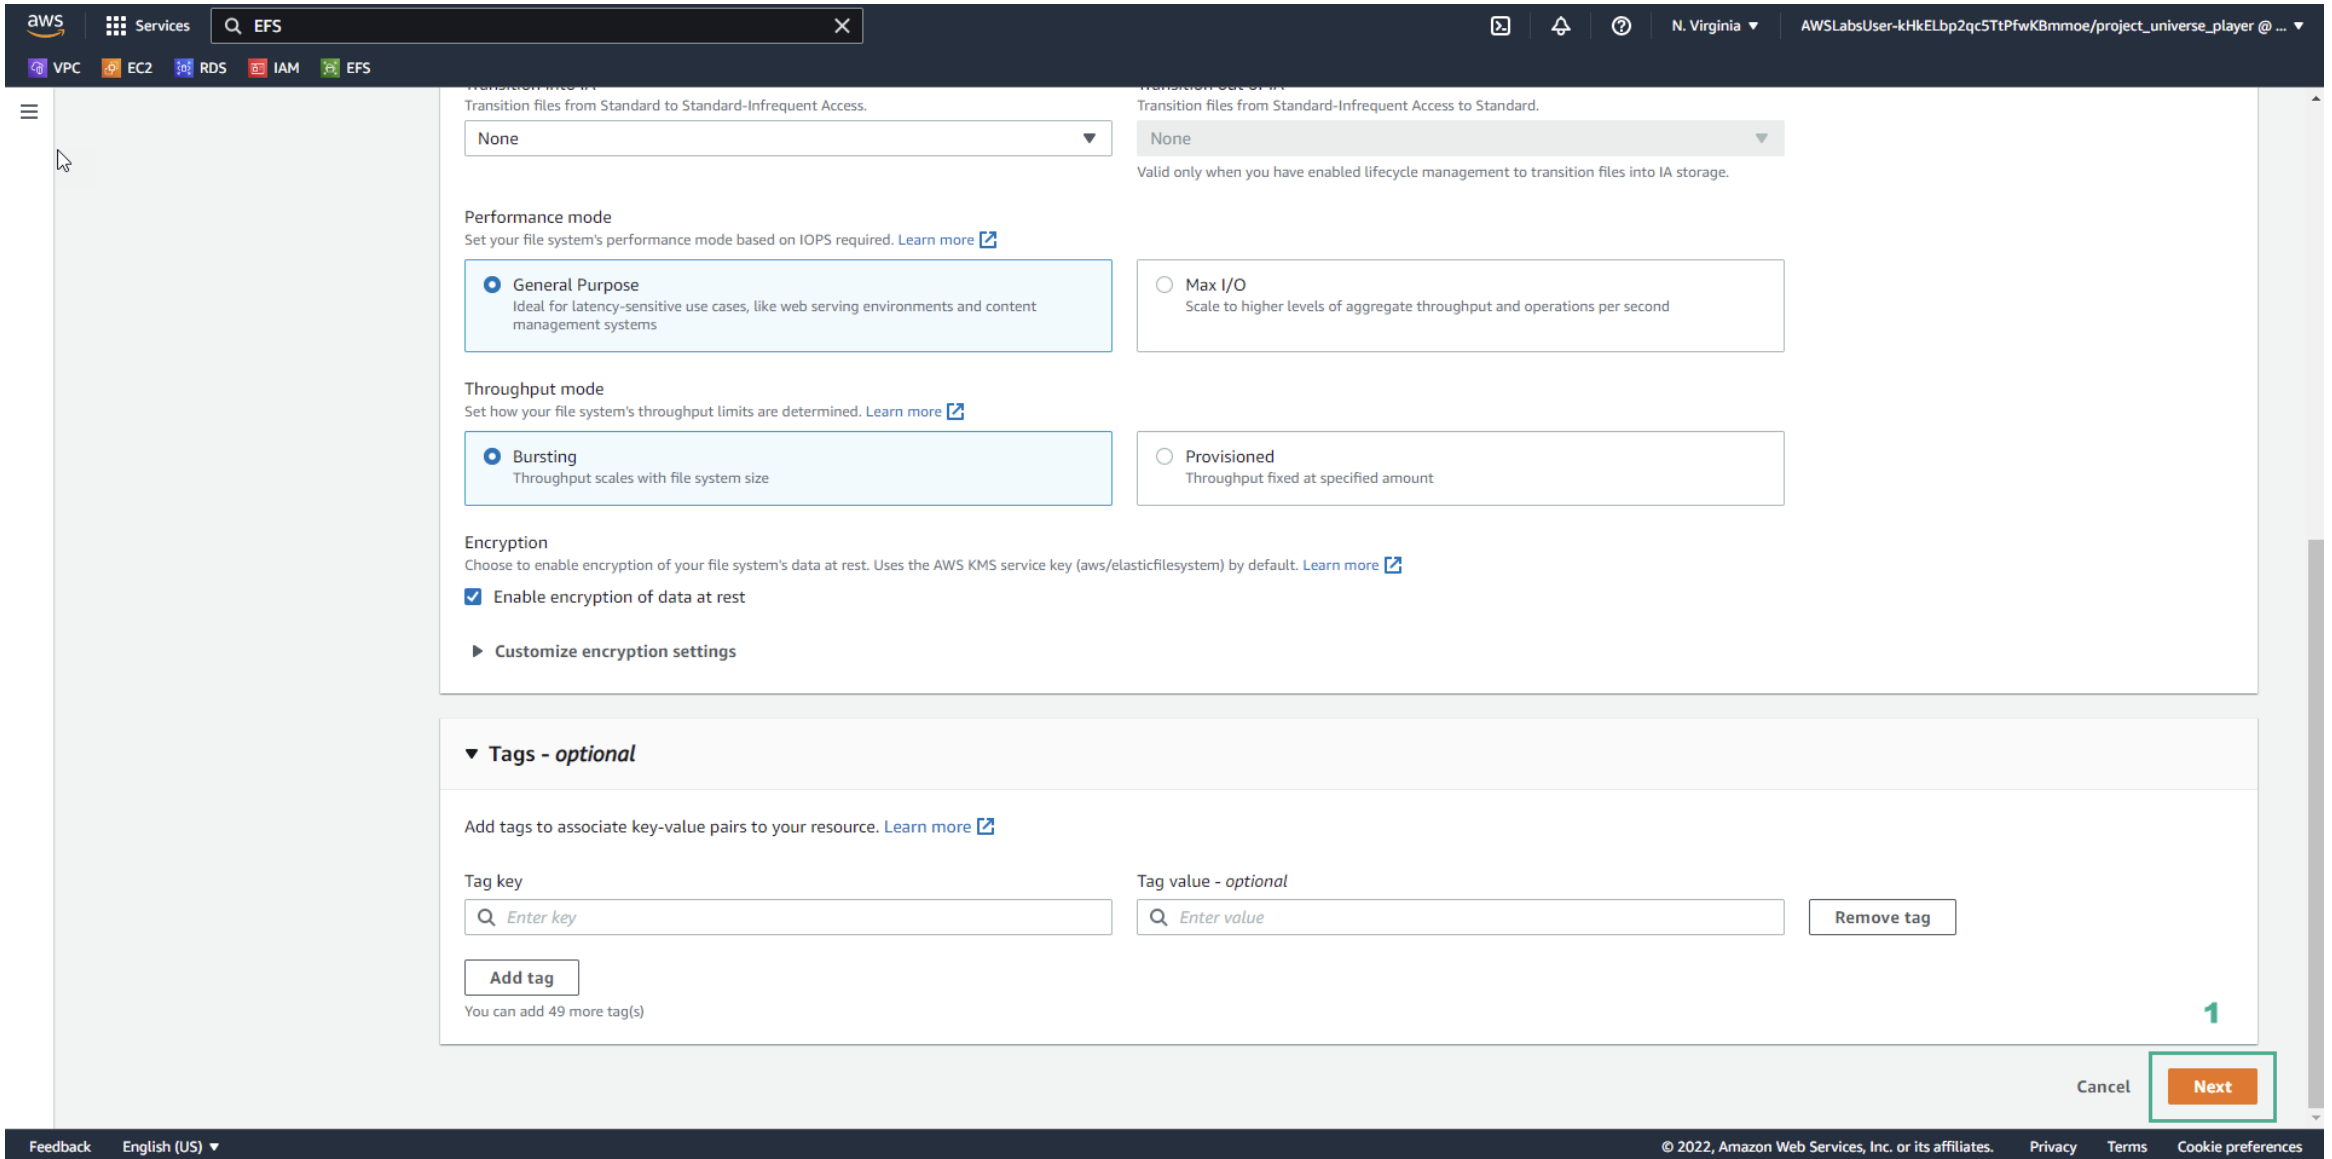 aws
Services
EFS
N. Virginia ▼
AWSLabsUser-kHkELbp2qc5TtPfwKBmmoe/project_universe_player @ ... ▼
VPC
EC2
RDS
IAM
EFS
Transition into IA
Transition files from Standard to Standard-Infrequent Access.
None
Transition out of IA
Transition files from Standard-Infrequent Access to Standard.
None
Valid only when you have enabled lifecycle management to transition files into IA storage.
Performance mode
Set your file system's performance mode based on IOPS required. Learn more
General Purpose
Ideal for latency-sensitive use cases, like web serving environments and content
management systems
Max I/O
Scale to higher levels of aggregate throughput and operations per second
Throughput mode
Set how your file system's throughput limits are determined. Learn more
Bursting
Throughput scales with file system size
Provisioned
Throughput fixed at specified amount
Encryption
Choose to enable encryption of your file system's data at rest. Uses the AWS KMS service key (aws/elasticfilesystem) by default. Learn more
Enable encryption of data at rest
Customize encryption settings
Tags - optional
Add tags to associate key-value pairs to your resource. Learn more
Tag key
Enter key
Tag value - optional
Enter value
Remove tag
Add tag
You can add 49 more tag(s)
1
Cancel
Next
Feedback
English (US) ▼
© 2022, Amazon Web Services, Inc. or its affiliates.
Privacy
Terms
Cookie preferences